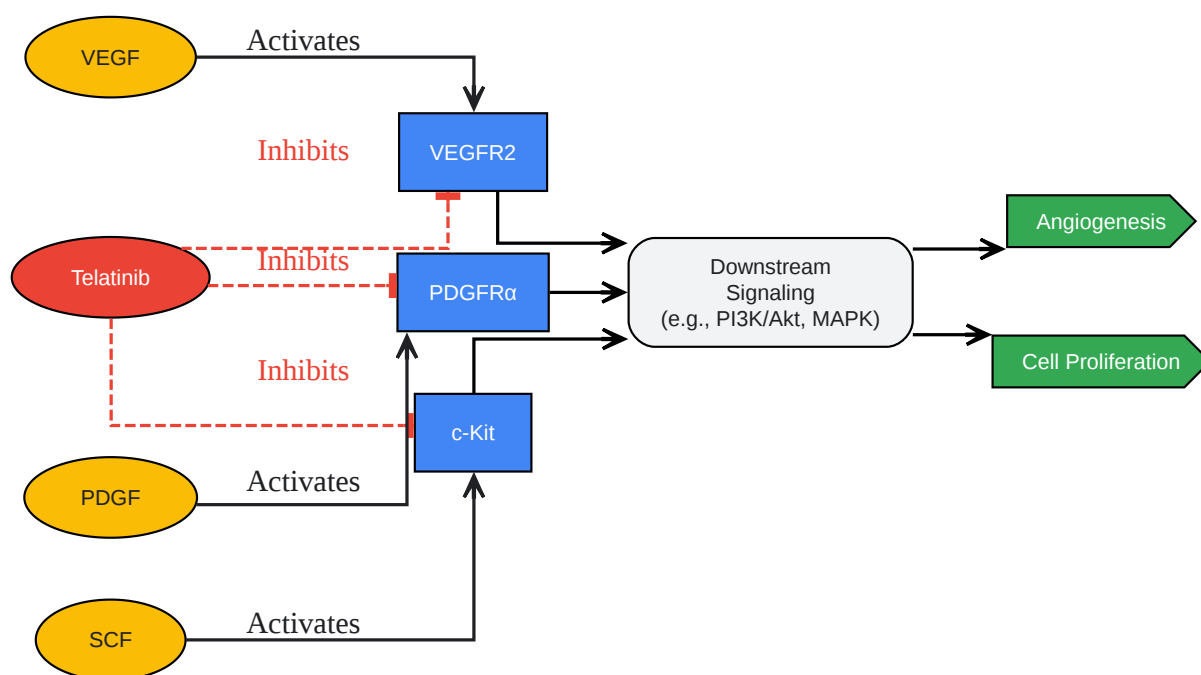 Activates
VEGF
Inhibits
VEGFR2
Angiogenesis
Telatinib
Inhibits
PDGFRα
Downstream
Signaling
(e.g., PI3K/Akt, MAPK)
Cell Proliferation
Inhibits
c-Kit
Activates
PDGF
Activates
SCF